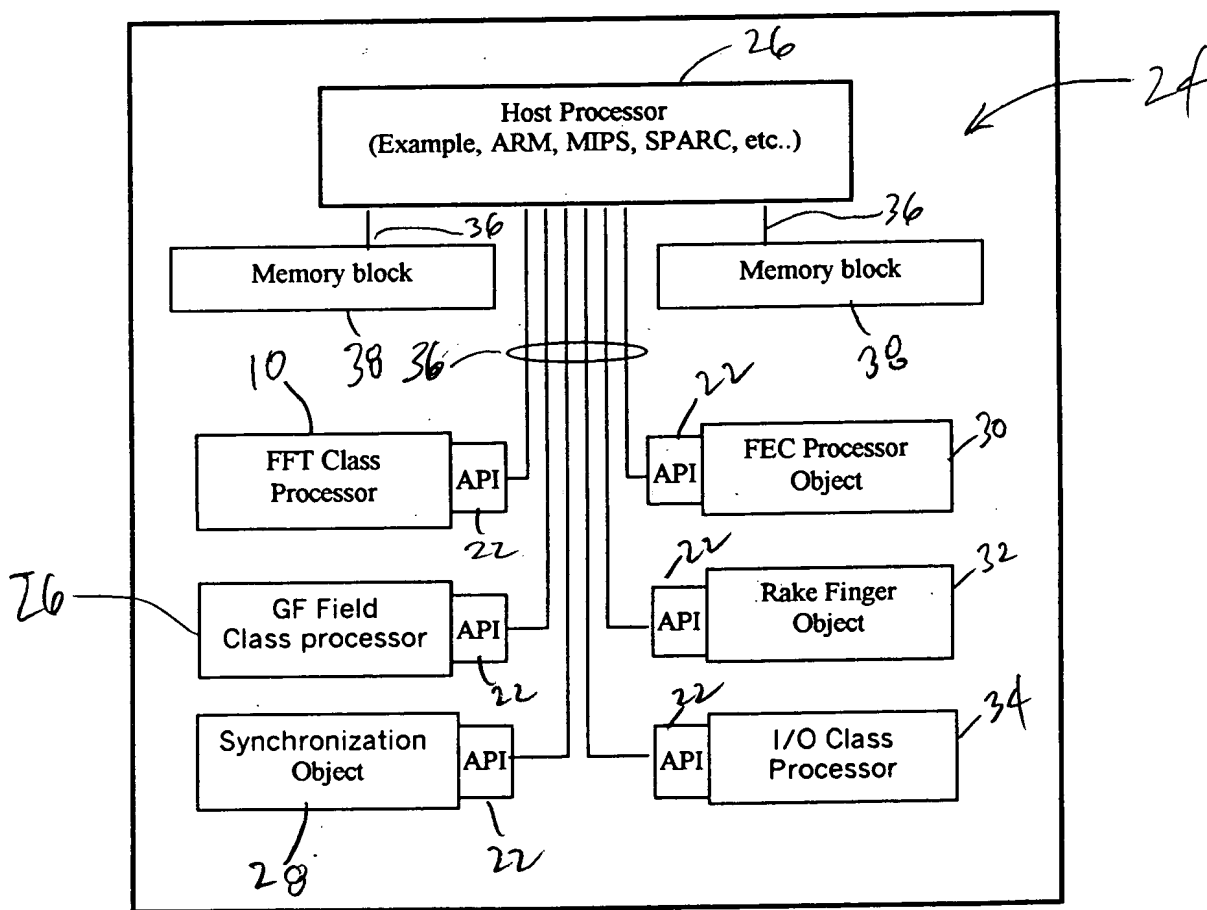 26
24
Host Processor
(Example, ARM, MIPS, SPARC, etc..)
36
36
Memory block
Memory block
38
36
38
10
22
30
FFT Class
Processor
API
API
FEC Processor
Object
22
22
32
26
GF Field
Class processor
API
API
Rake Finger
Object
22
22
34
Synchronization
Object
API
API
I/O Class
Processor
28
22